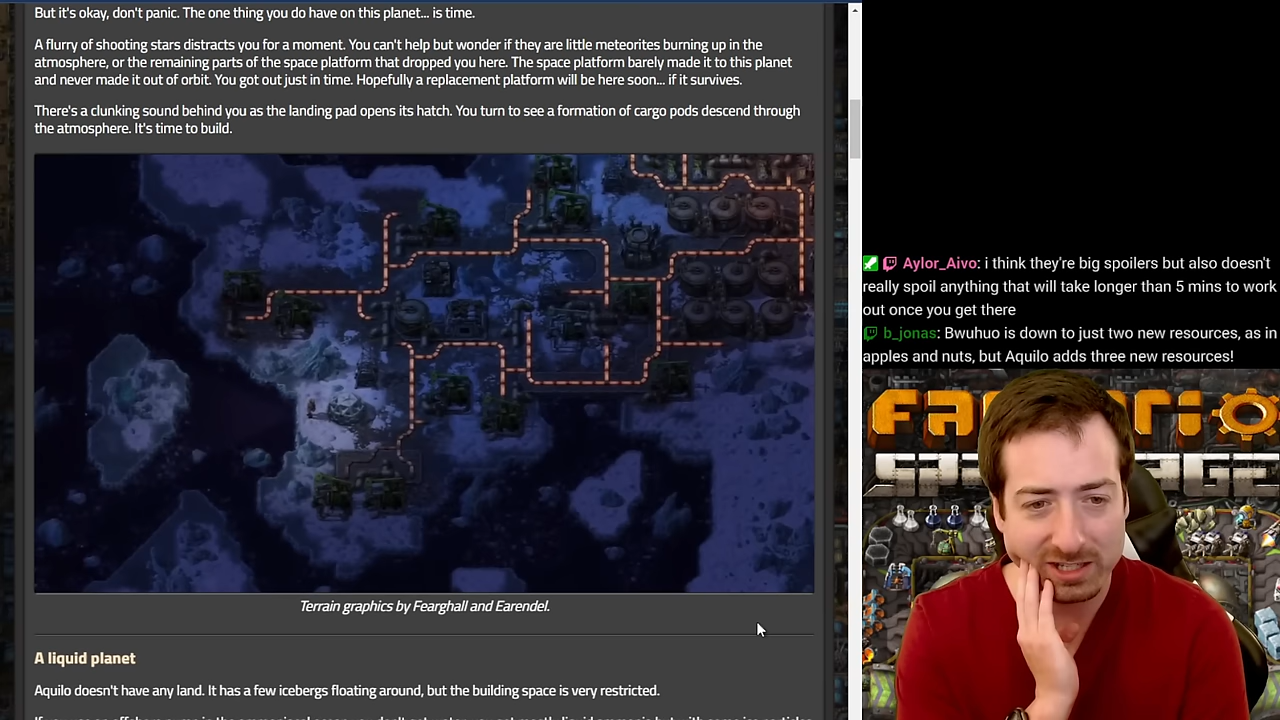 But it's okay, don't panic. The one thing you do have on this planet... is time.
A flurry of shooting stars distracts you for a moment. You can't help but wonder if they are little meteorites burning up in the
atmosphere, or the remaining parts of the space platform that dropped you here. The space platform barely made it to this planet
and never made it out of orbit. You got out just in time. Hopefully a replacement platform will be here soon... if it survives.
There's a clunking sound behind you as the landing pad opens its hatch. You turn to see a formation of cargo pods descend through
the atmosphere. It's time to build.
Terrain graphics by Fearghall and Earendel.
A liquid planet
Aquilo doesn't have any land. It has a few icebergs floating around, but the building space is very restricted.
Aylor_Aivo: i think they're big spoilers but also doesn't
really spoil anything that will take longer than 5 mins to work
out once you get there
b_jonas: Bwuhuo is down to just two new resources, as in
apples and nuts, but Aquilo adds three new resources!